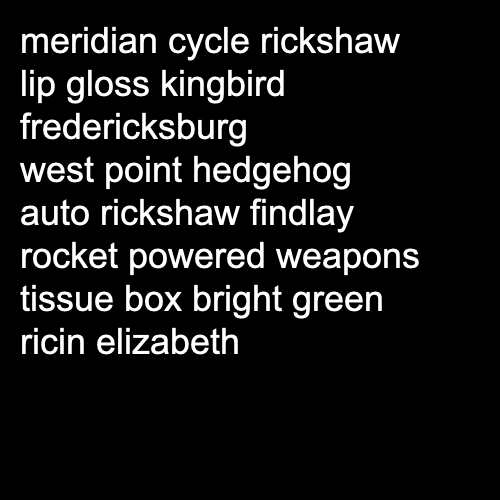 meridian cycle rickshaw
lip gloss kingbird
fredericksburg
west point hedgehog
auto rickshaw findlay
rocket powered weapons
tissue box bright green
ricin elizabeth